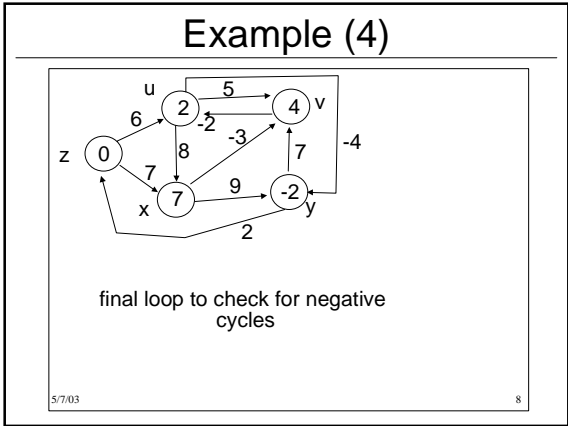 Example (4)
u
5
6
2
4
v
-2
-3
-4
z
0
8
7
7
9
x
7
-2
y
2
final loop to check for negative
cycles
5/7/03
8